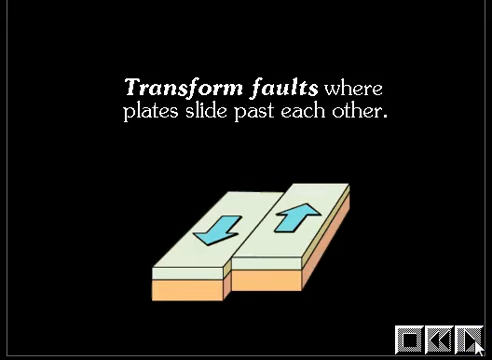 Transform faults where
plates slide past each other.